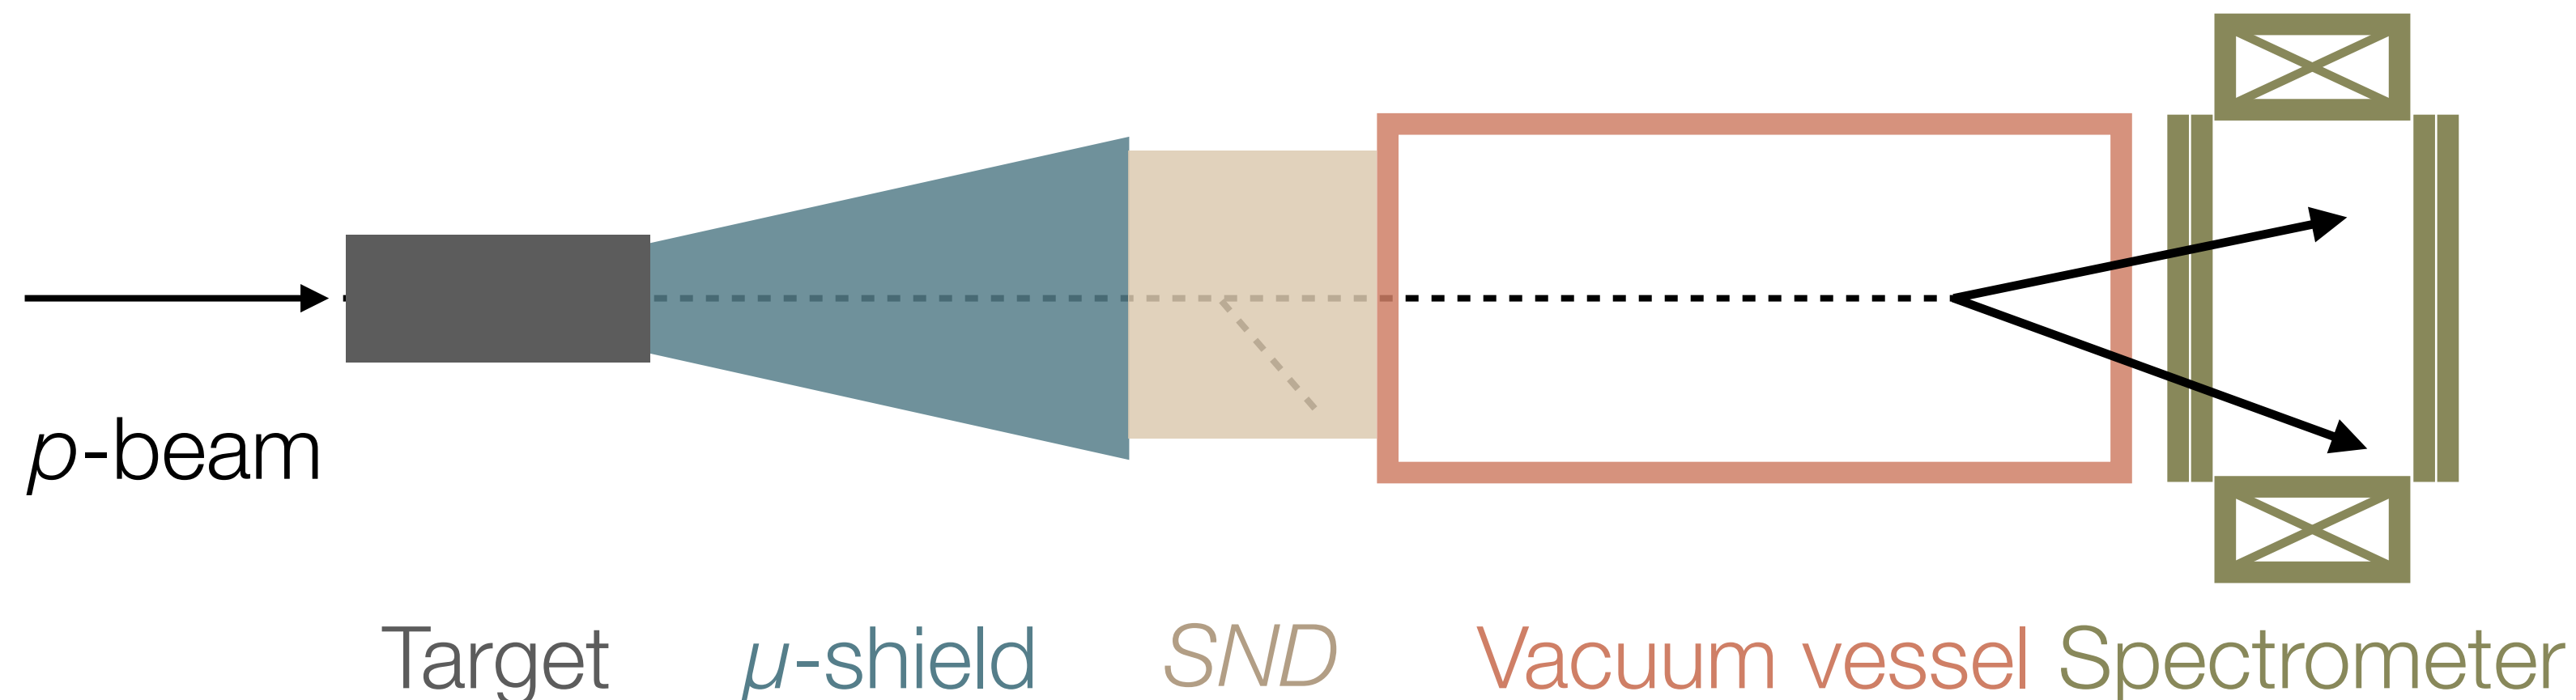 p-beam
Target μ-shield SND Vacuum vessel Spectrometer